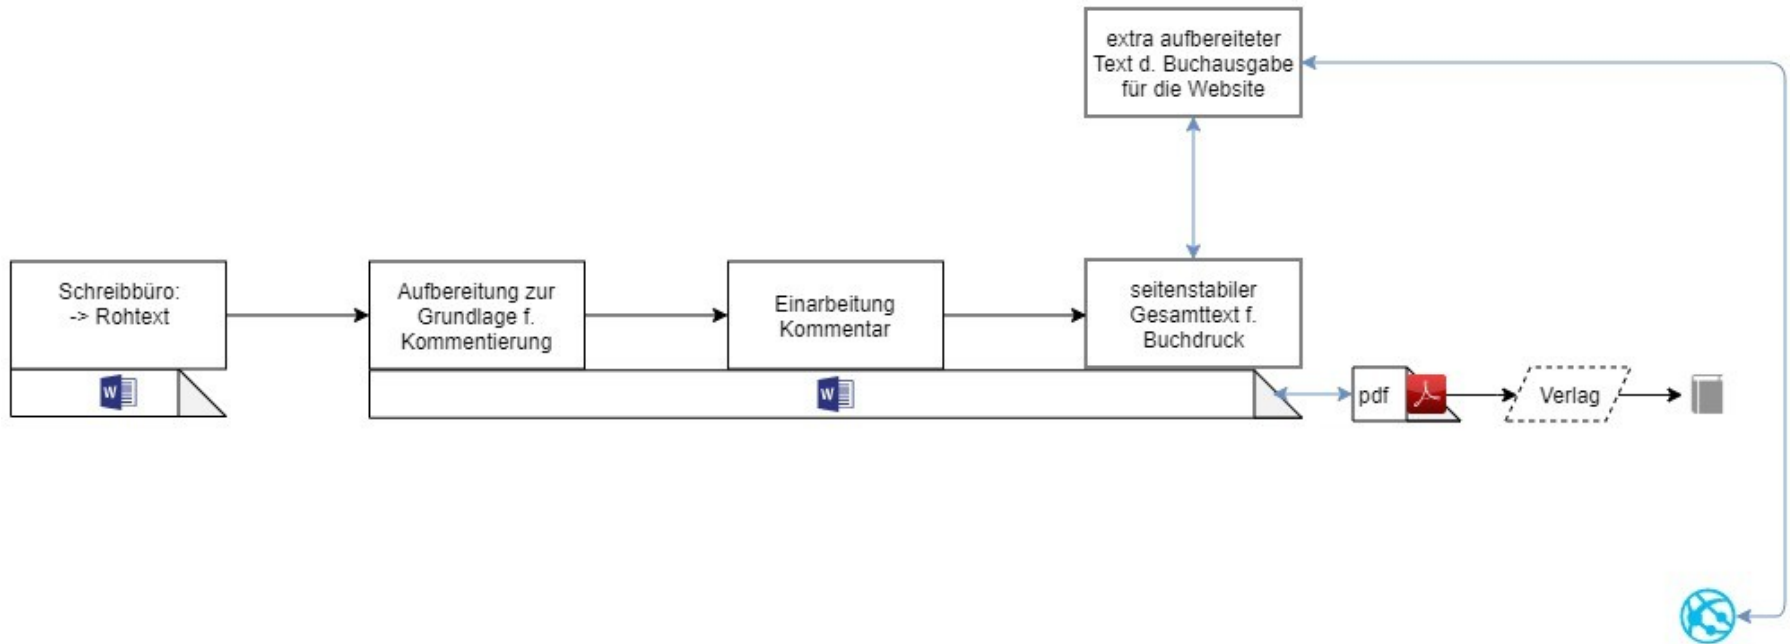 extra aufbereiteter
Text d. Buchausgabe
für die Website
Schreibbüro:
-> Rohtext
Aufbereitung zur
Grundlage f.
Kommentierung
Einarbeitung
Kommentar
seitenstabiler
Gesamttext f.
Buchdruck
W
W
pdf
Verlag